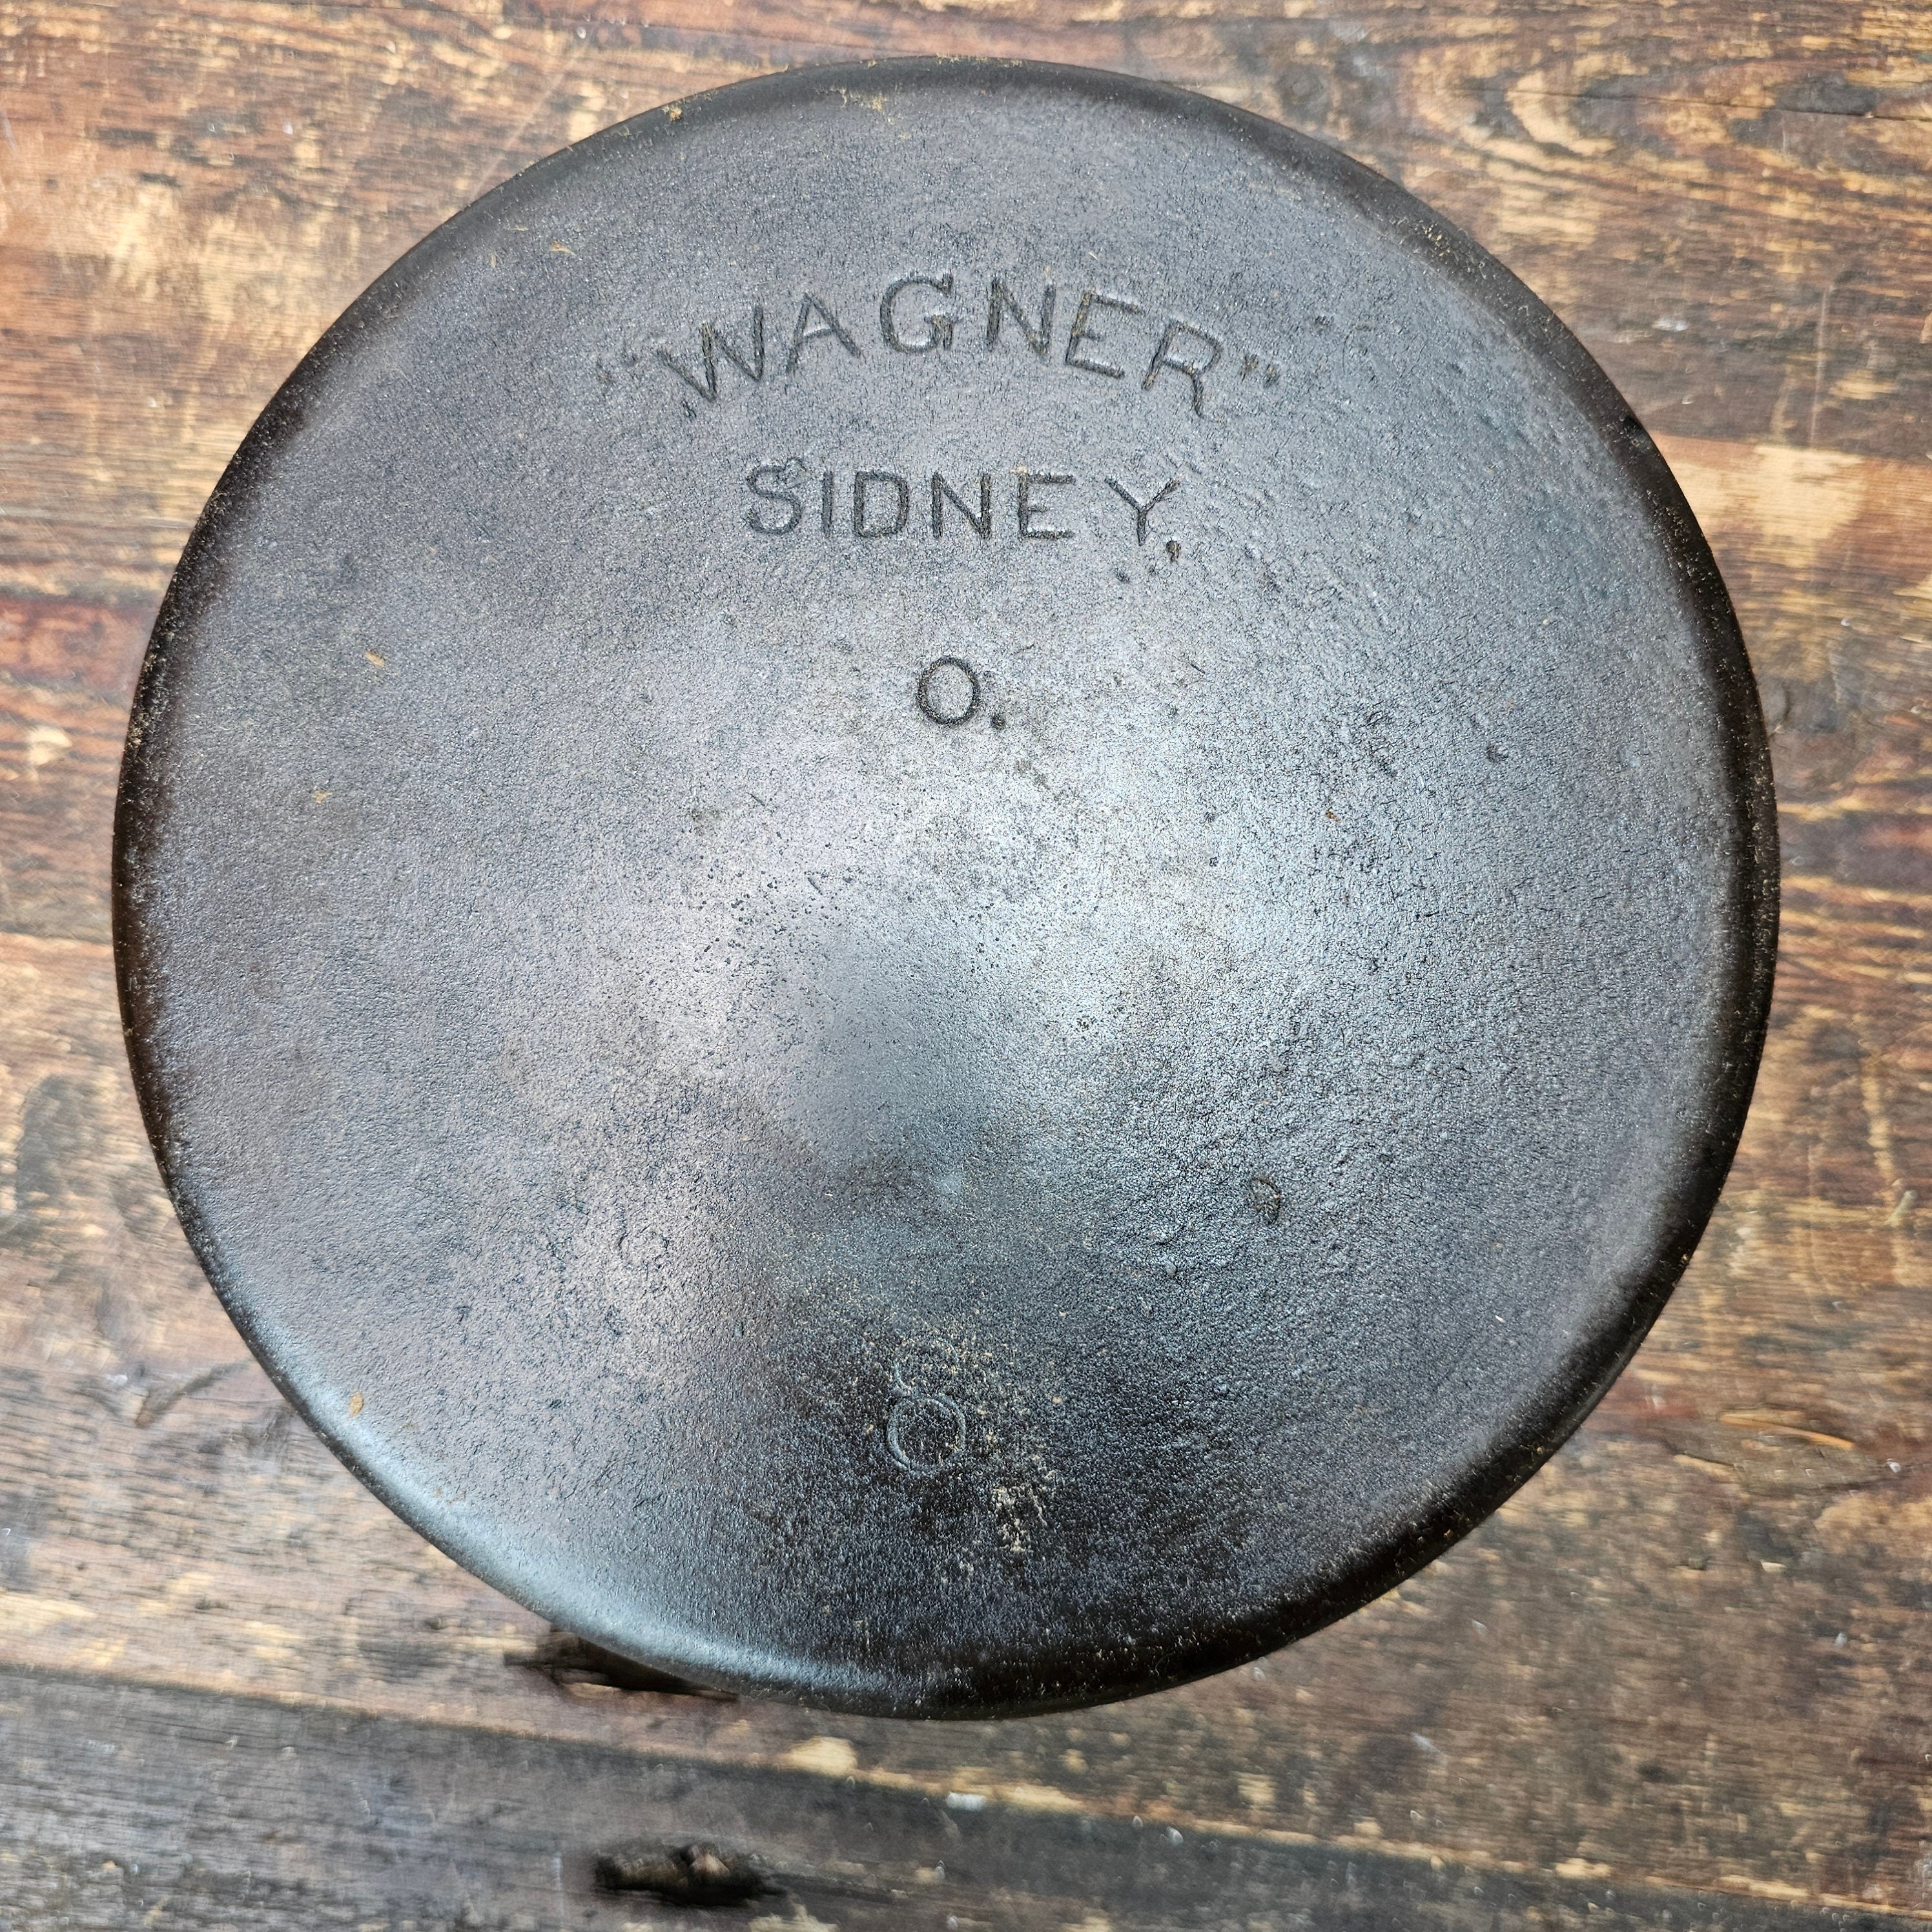 "WAGNER"
SIDNEY.
O.
8